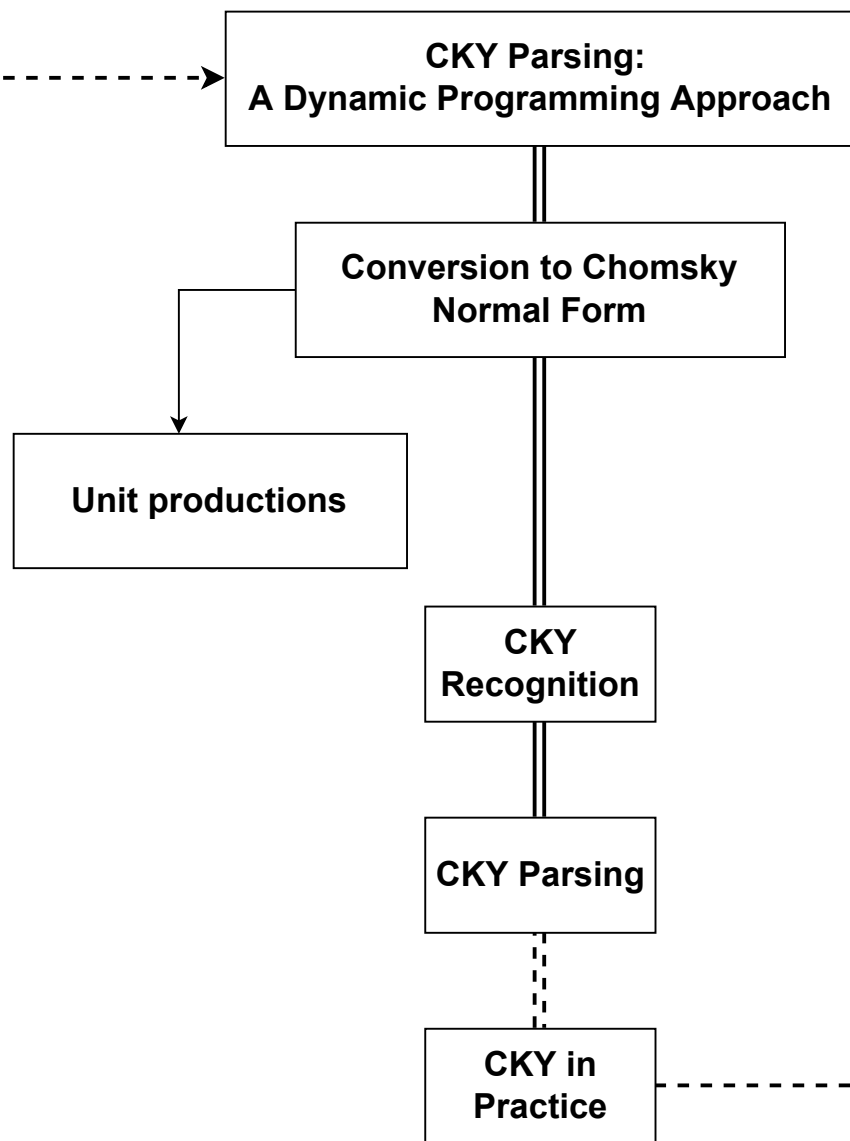 CKY Parsing:
A Dynamic Programming Approach
Conversion to Chomsky
Normal Form
Unit productions
CKY
Recognition
CKY Parsing
CKY in
Practice